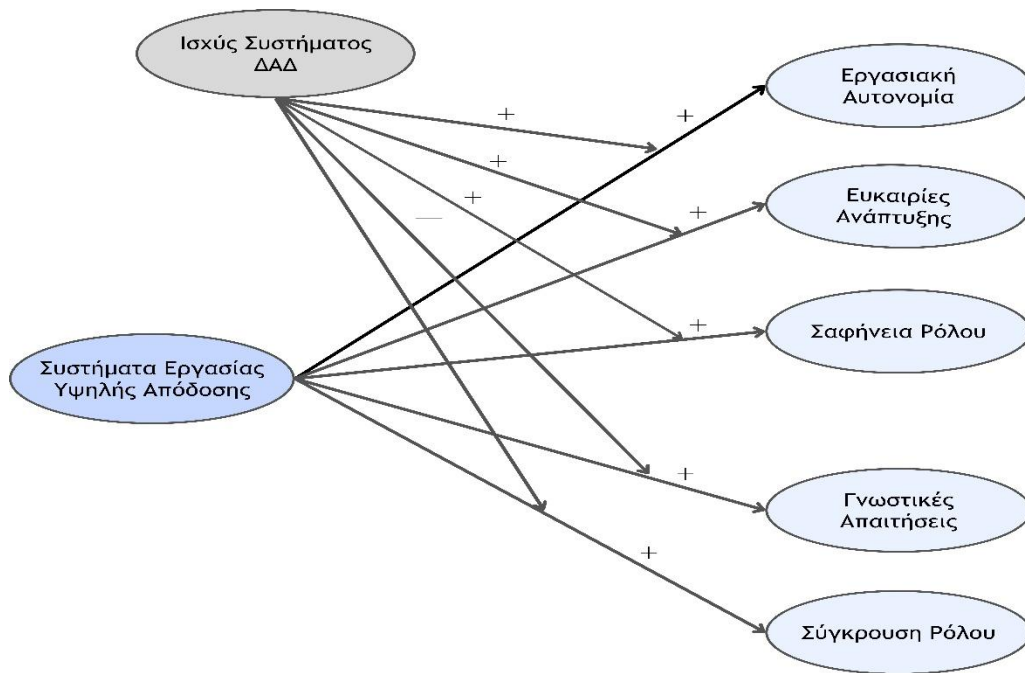 Ισχύς Συστήματος
ΔΑΔ
Εργασιακή
Αυτονομία
+
+
+
Ευκαιρίες
Ανάπτυξης
+
+
—
Σαφήνεια Ρόλου
+
Συστήματα Εργασίας
Υψηλής Απόδοσης
+
Γνωστικές
Απαιτήσεις
+
Σύγκρουση Ρόλου